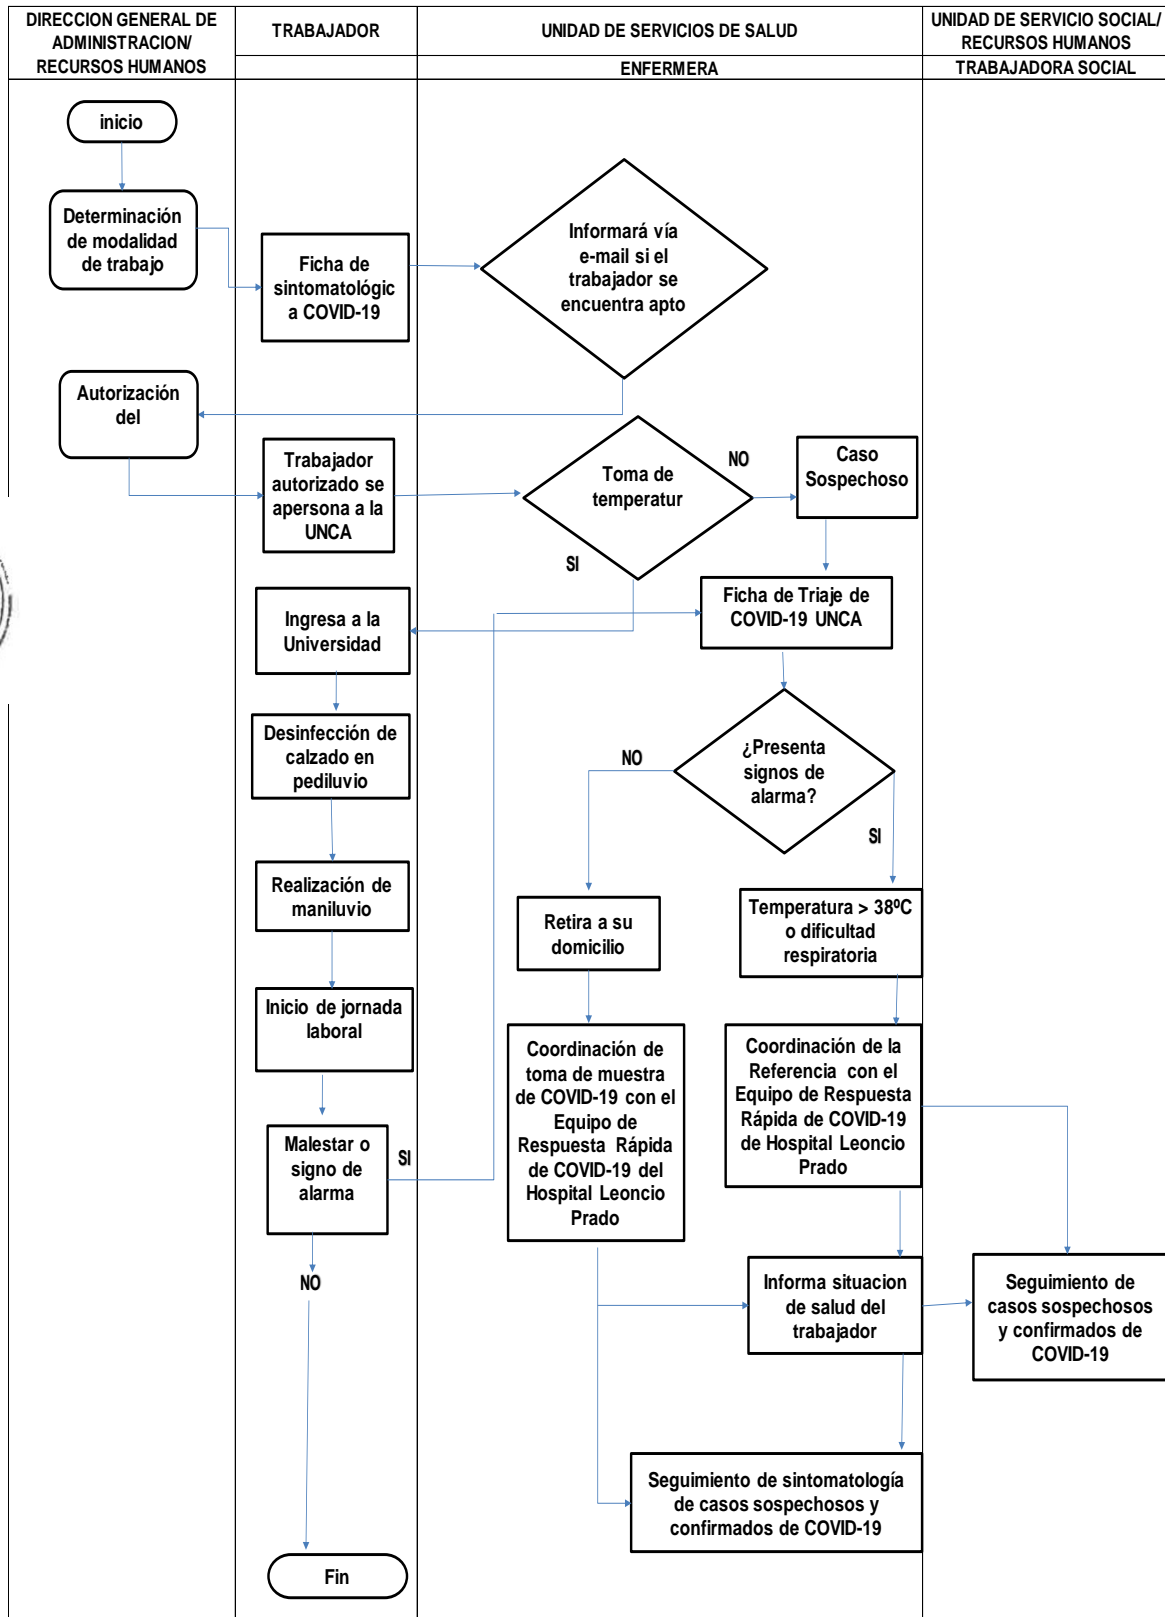 DIRECCION GENERAL DE
ADMINISTRACION/
RECURSOS HUMANOS
TRABAJADOR
UNIDAD DE SERVICIOS DE SALUD
UNIDAD DE SERVICIO SOCIAL/
RECURSOS HUMANOS
ENFERMERA
TRABAJADORA SOCIAL
inicio
Determinación
de modalidad
de trabajo
Ficha de
sintomatológic
a COVID-19
Informará vía
e-mail si el
trabajador se
encuentra apto
Autorización
del
Trabajador
autorizado se
apersona a la
UNCA
Toma de
temperatur
NO
SI
Caso
Sospechoso
Ficha de Triaje de
COVID-19 UNCA
Ingresa a la
Universidad
Desinfección de
calzado en
pediluvio
¿Presenta
signos de
alarma?
NO
SI
Realización de
maniluvio
Retira a su
domicilio
Temperatura > 38ºC
o dificultad
respiratoria
Inicio de jornada
laboral
Coordinación de
toma de muestra
de COVID-19 con el
Equipo de
Respuesta Rápida
de COVID-19 del
Hospital Leoncio
Prado
Coordinación de la
Referencia con el
Equipo de Respuesta
Rápida de COVID-19
de Hospital Leoncio
Prado
Malestar o
signo de
alarma
SI
NO
Informa situacion
de salud del
trabajador
Seguimiento de
casos sospechosos
y confirmados de
COVID-19
Seguimiento de sintomatología
de casos sospechosos y
confirmados de COVID-19
Fin